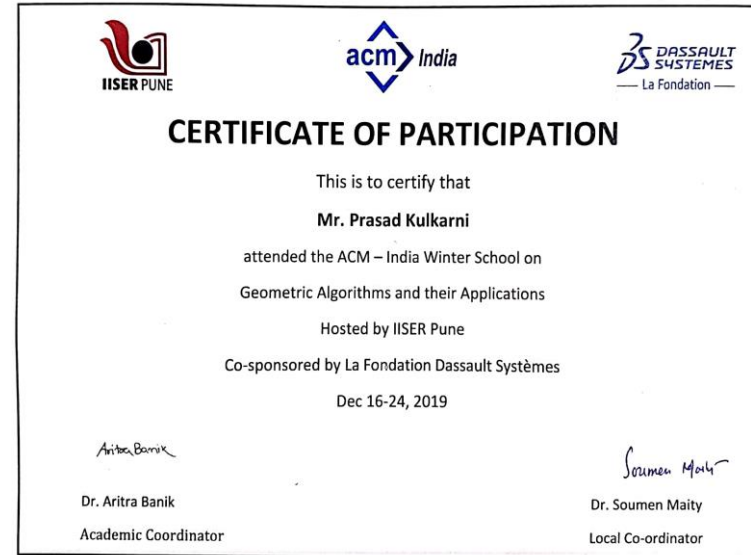 IISER PUNE
acm India
DASSAULT
SYSTEMES
La Fondation
CERTIFICATE OF PARTICIPATION
This is to certify that
Mr. Prasad Kulkarni
attended the ACM – India Winter School on
Geometric Algorithms and their Applications
Hosted by IISER Pune
Co-sponsored by La Fondation Dassault Systèmes
Dec 16-24, 2019
Aritra Banik
Soumen Maity
Dr. Aritra Banik
Dr. Soumen Maity
Academic Coordinator
Local Co-ordinator